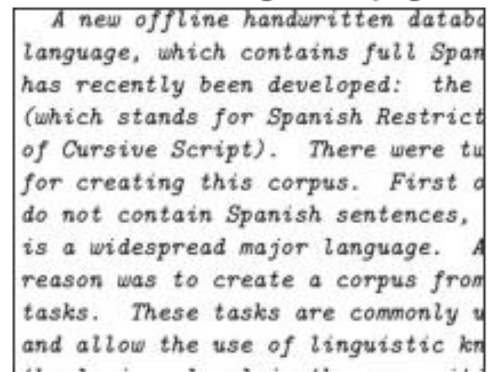 A new offline handwritten datab
language, which contains full Span
has recently been developed: the
(which stands for Spanish Restrict
of Cursive Script). There were tw
for creating this corpus. First o
do not contain Spanish sentences,
is a widespread major language. A
reason was to create a corpus from
tasks. These tasks are commonly u
and allow the use of linguistic kn